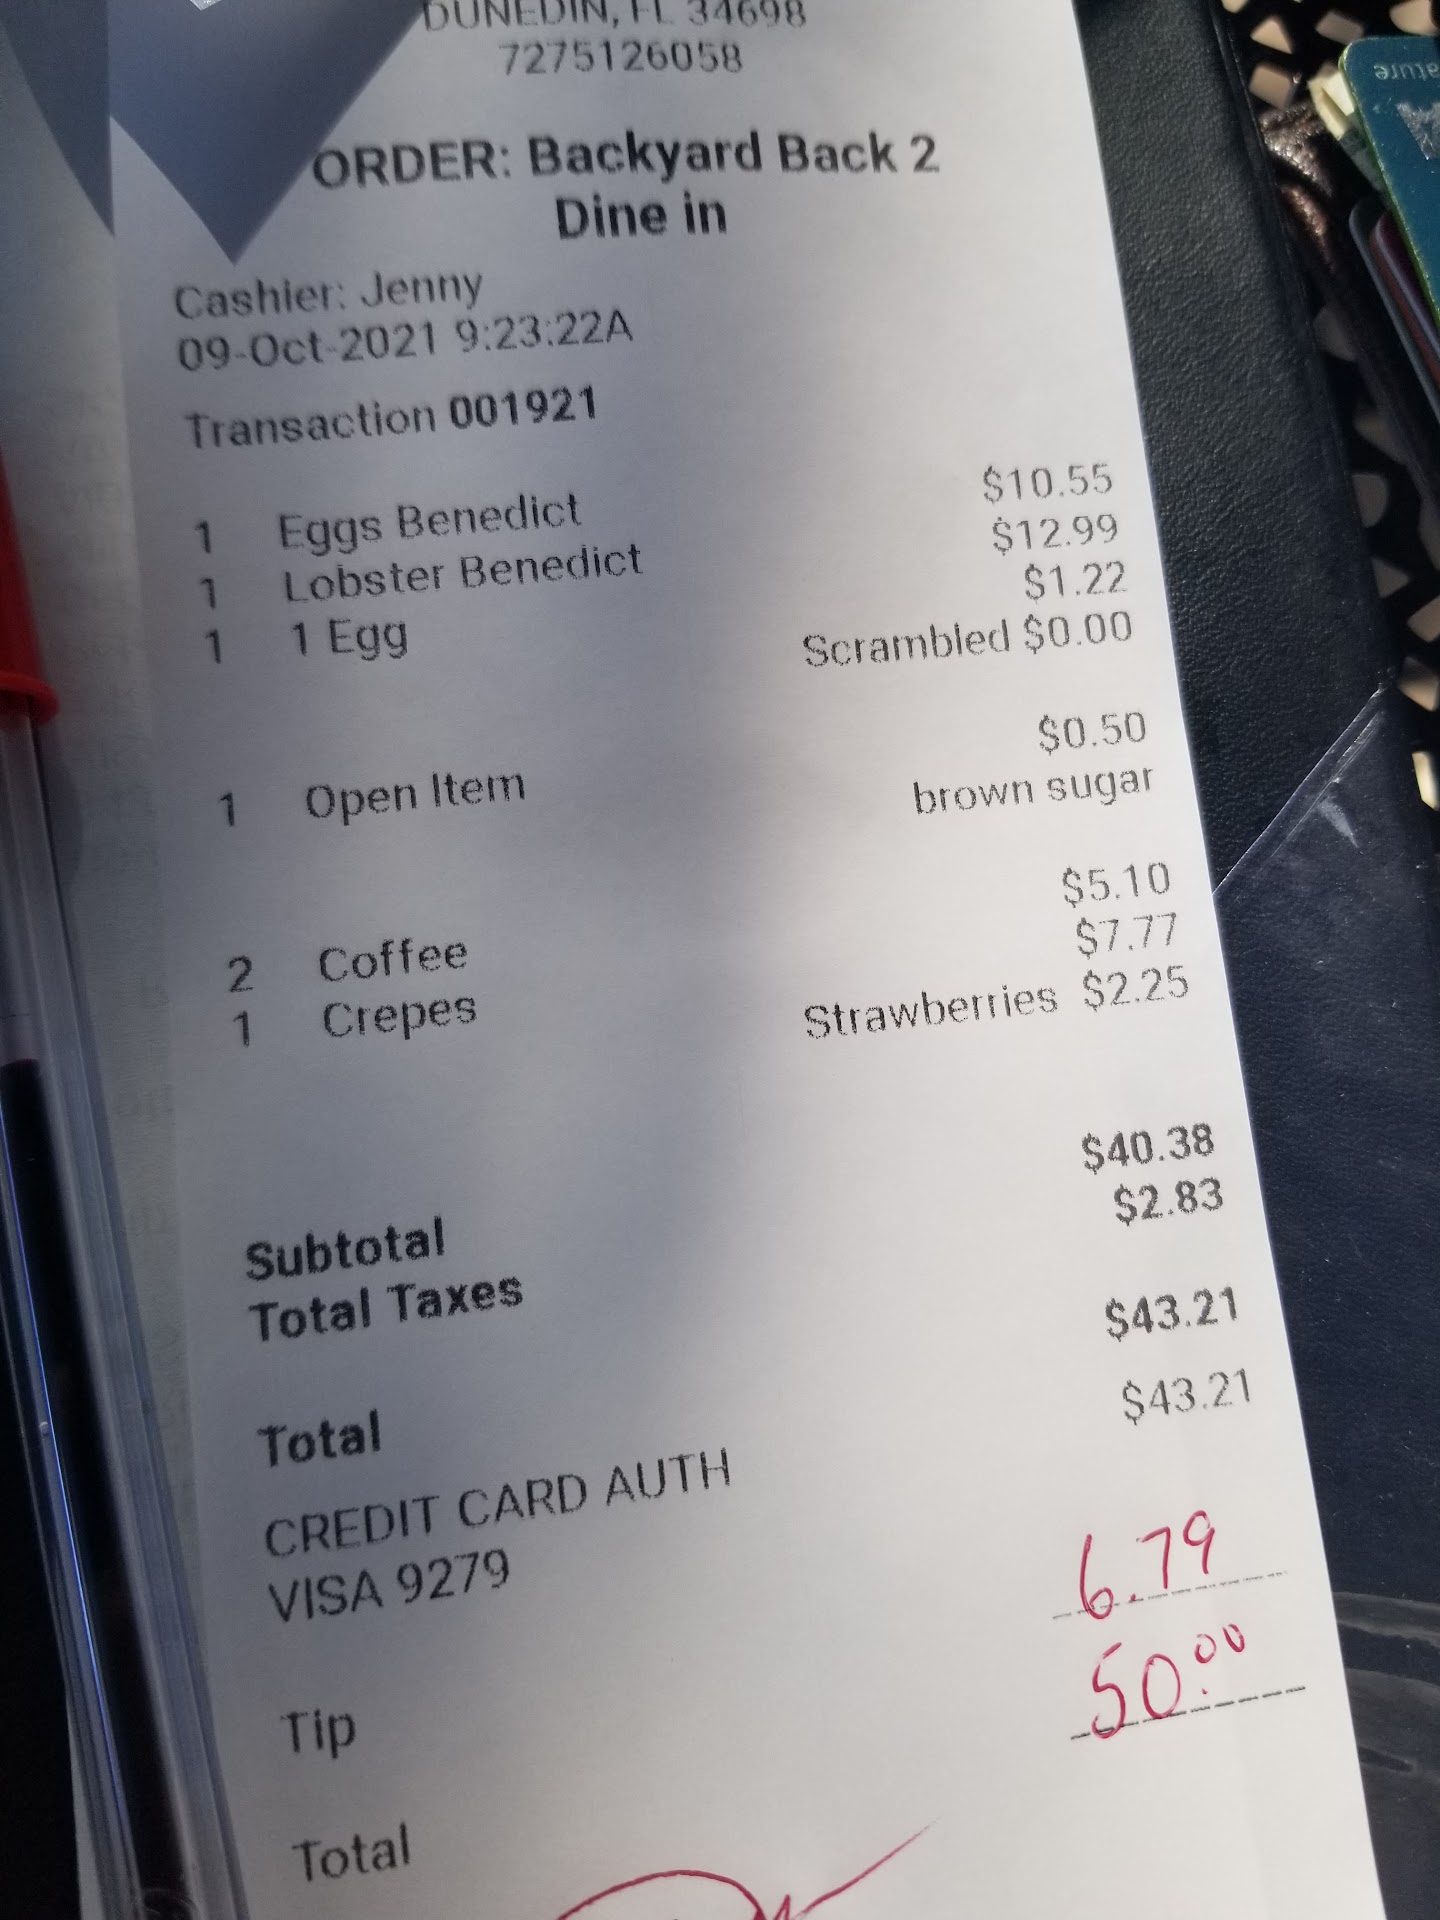 DUNEDIN, FL 34698
7275126058
ORDER: Backyard Back 2
Dine in
Cashier: Jenny
09-Oct-2021 9:23:22A
Transaction 001921
1 Eggs Benedict $10.55
1 Lobster Benedict $12.99
1 1 Egg $1.22
Scrambled $0.00
1 Open Item $0.50
brown sugar
2 Coffee $5.10
1 Crepes $7.77
Strawberries $2.25
Subtotal $40.38
Total Taxes $2.83
Total $43.21
CREDIT CARD AUTH $43.21
VISA 9279
Tip 6.79
Total 50.00